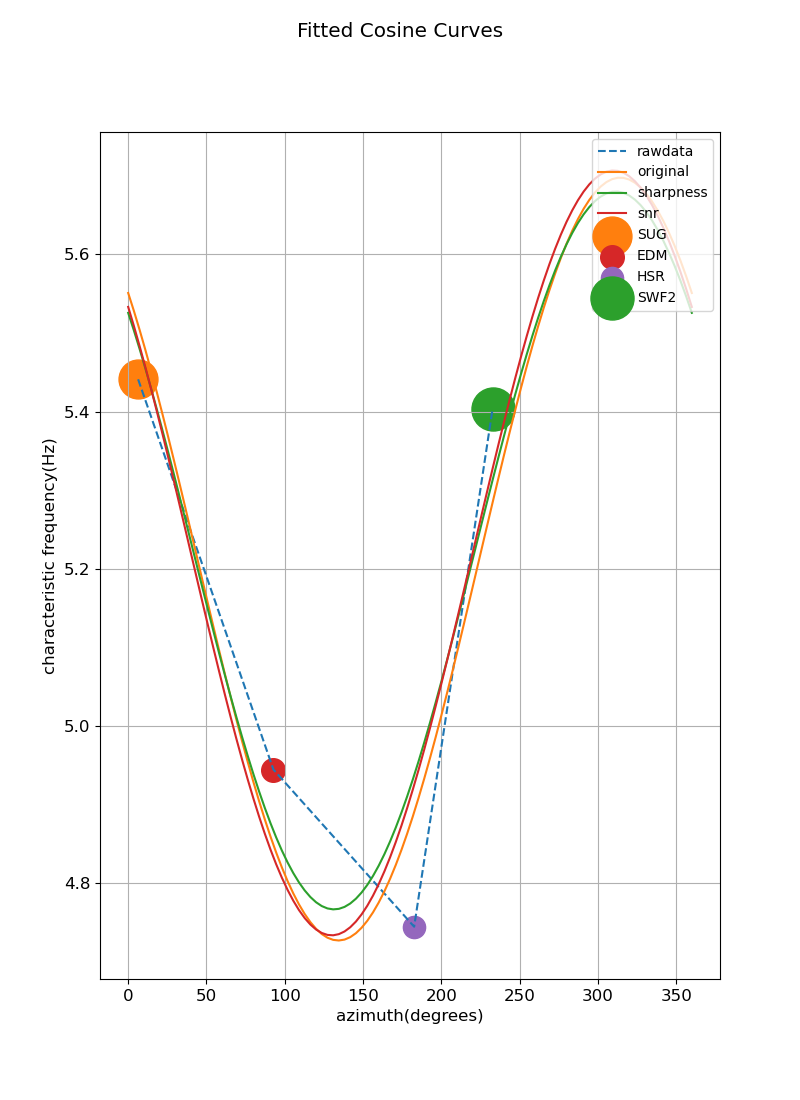 Fitted Cosine Curves
rawdata
original
sharpness
snr
SUG
EDM
HSR
SWF2
5.6
5.4
5.2
5.0
4.8
characteristic frequency(Hz)
0 50 100 150 200 250 300 350
azimuth(degrees)